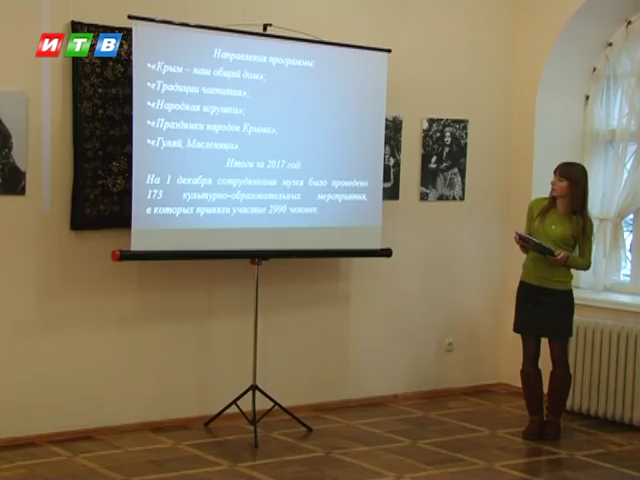 ИТВ
Направления программы:
•«Крым – наш общий дом»;
•«Традиции чаепития»;
•«Народная игрушка»;
•«Праздники народов Крыма»;
•«Гуляй, Масленица».
Итоги за 2017 год:
На 1 декабря сотрудниками музея было проведено
173 культурно-образовательных мероприятия,
в которых приняли участие 2990 человек.